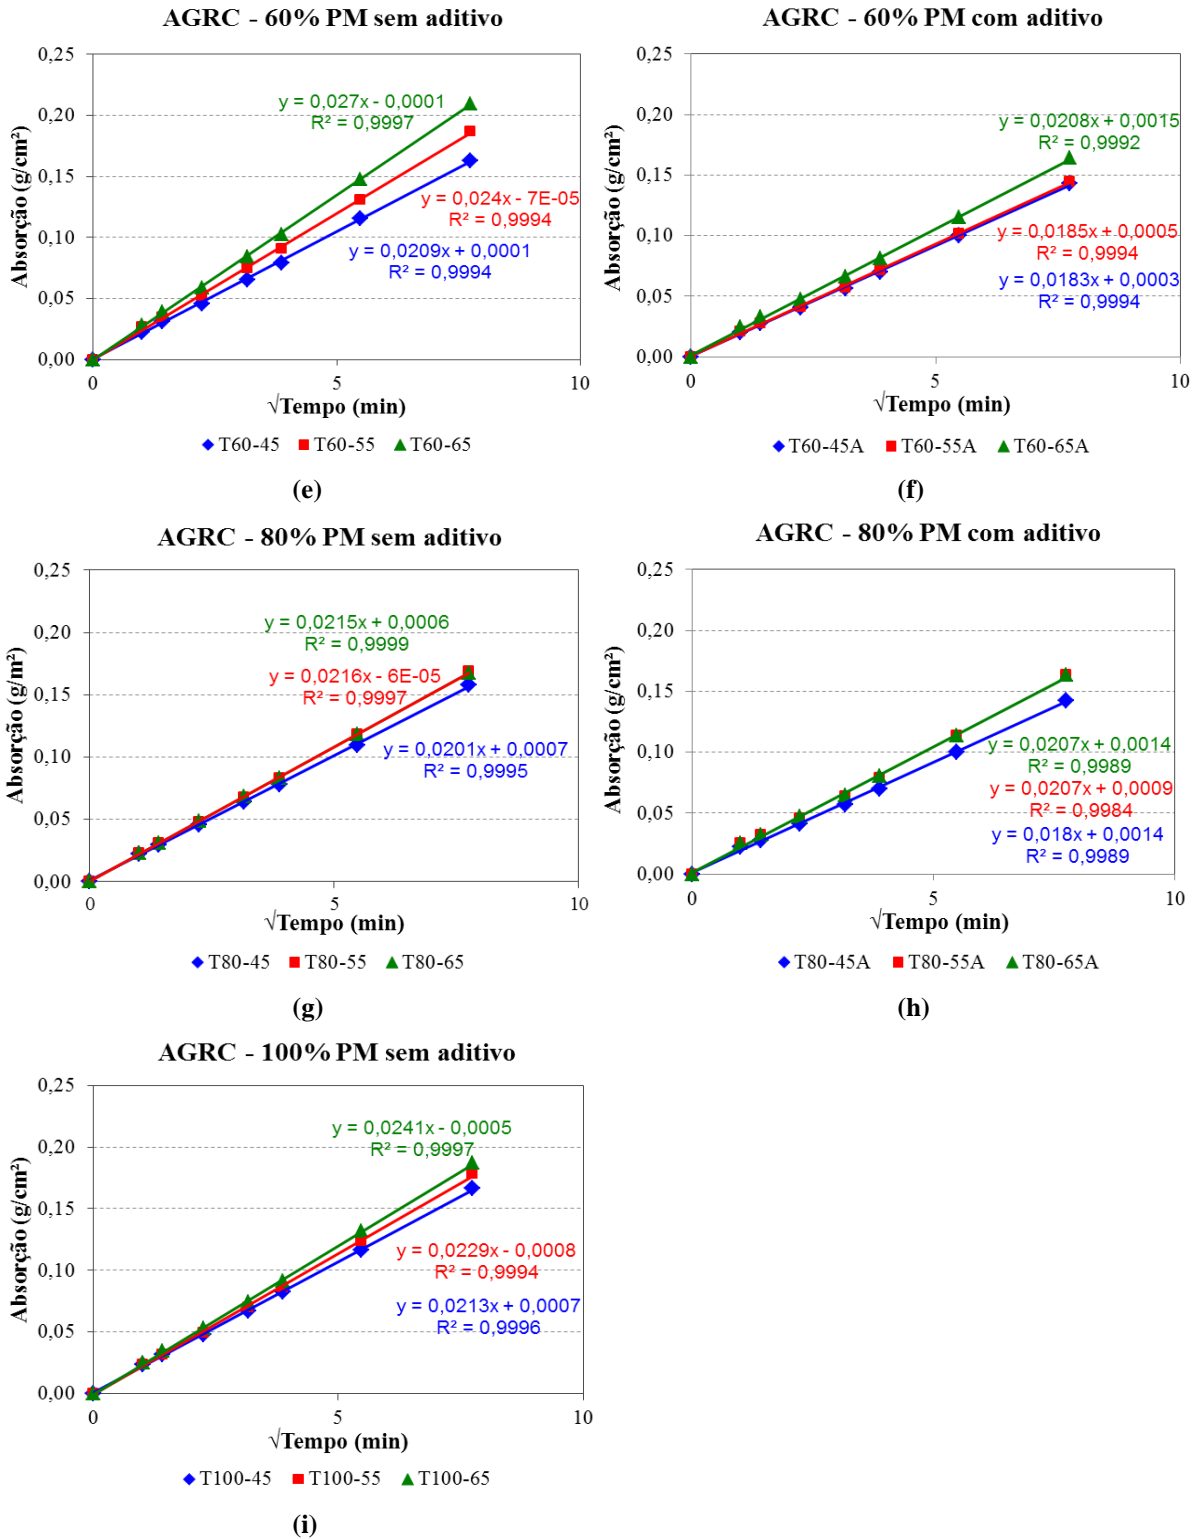 AGRC - 60% PM sem aditivo
0,25
0,20
0,15
0,10
0,05
0,00
Absorção (g/cm²)
y = 0,027x - 0,0001
R² = 0,9997
y = 0,024x - 7E-05
R² = 0,9994
y = 0,0209x + 0,0001
R² = 0,9994
0 5 10
√Tempo (min)
T60-45 T60-55 T60-65
(e)
AGRC - 60% PM com aditivo
0,25
0,20
0,15
0,10
0,05
0,00
Absorção (g/cm²)
y = 0,0208x + 0,0015
R² = 0,9992
y = 0,0185x + 0,0005
R² = 0,9994
y = 0,0183x + 0,0003
R² = 0,9994
0 5 10
√Tempo (min)
T60-45A T60-55A T60-65A
(f)
AGRC - 80% PM sem aditivo
0,25
0,20
0,15
0,10
0,05
0,00
Absorção (g/m²)
y = 0,0215x + 0,0006
R² = 0,9999
y = 0,0216x - 6E-05
R² = 0,9997
y = 0,0201x + 0,0007
R² = 0,9995
0 5 10
√Tempo (min)
T80-45 T80-55 T80-65
(g)
AGRC - 80% PM com aditivo
0,25
0,20
0,15
0,10
0,05
0,00
Absorção (g/cm²)
y = 0,0207x + 0,0014
R² = 0,9989
y = 0,0207x + 0,0009
R² = 0,9984
y = 0,018x + 0,0014
R² = 0,9989
0 5 10
√Tempo (min)
T80-45A T80-55A T80-65A
(h)
AGRC - 100% PM sem aditivo
0,25
0,20
0,15
0,10
0,05
0,00
Absorção (g/cm²)
y = 0,0241x - 0,0005
R² = 0,9997
y = 0,0229x - 0,0008
R² = 0,9994
y = 0,0213x + 0,0007
R² = 0,9996
0 5 10
√Tempo (min)
T100-45 T100-55 T100-65
(i)